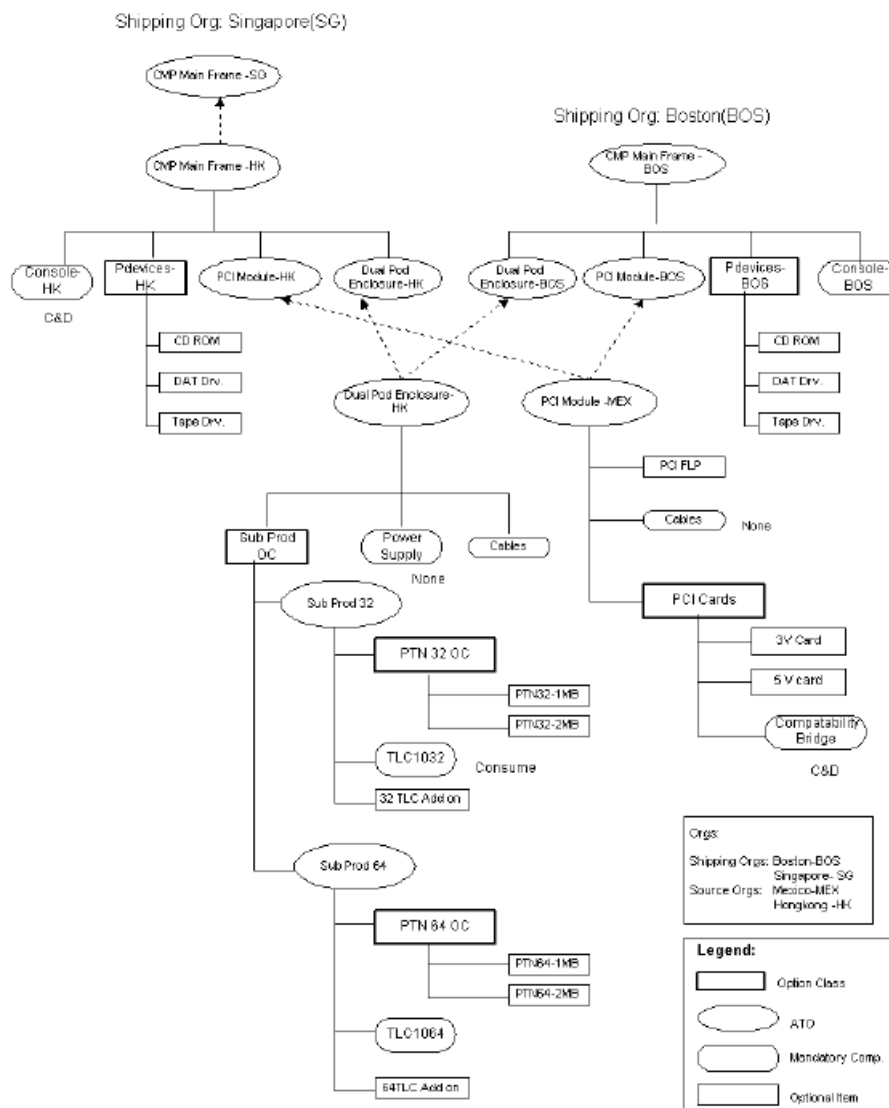 Shipping Org: Singapore(SG)
CMP Main Frame -SG
Shipping Org: Boston(BOS)
CMP Main Frame -HK
CMP Main Frame -
BOS
Console-
HK
Pdevices-
HK
PCI Module-HK
Dual Pod
Enclosure-HK
Dual Pod
Enclosure-BOS
PCI Module-BOS
Pdevices-
BOS
Console-
BOS
C&D
CD ROM
DAT Drv.
Tape Drv.
CD ROM
DAT Drv.
Tape Drv.
Dual Pod Enclosure-
HK
PCI Module -MEX
PCI FLP
Cables
None
Sub Prod
OC
Power
Supply
Cables
None
Sub Prod 32
PCI Cards
PTN 32 OC
3V Card
5 V card
PTN32-1MB
PTN32-2MB
Compatability
Bridge
C&D
TLC1032
Consume
32 TLC Addon
Sub Prod 64
PTN 64 OC
PTN64-1MB
PTN64-2MB
TLC1064
64TLC Addon
Orgs:
Shipping Orgs: Boston-BOS
Singapore- SG
Source Orgs: Mexico-MEX
Hongkong -HK
Legend:
Option Class
ATO
Mandatory Comp.
Optional Item